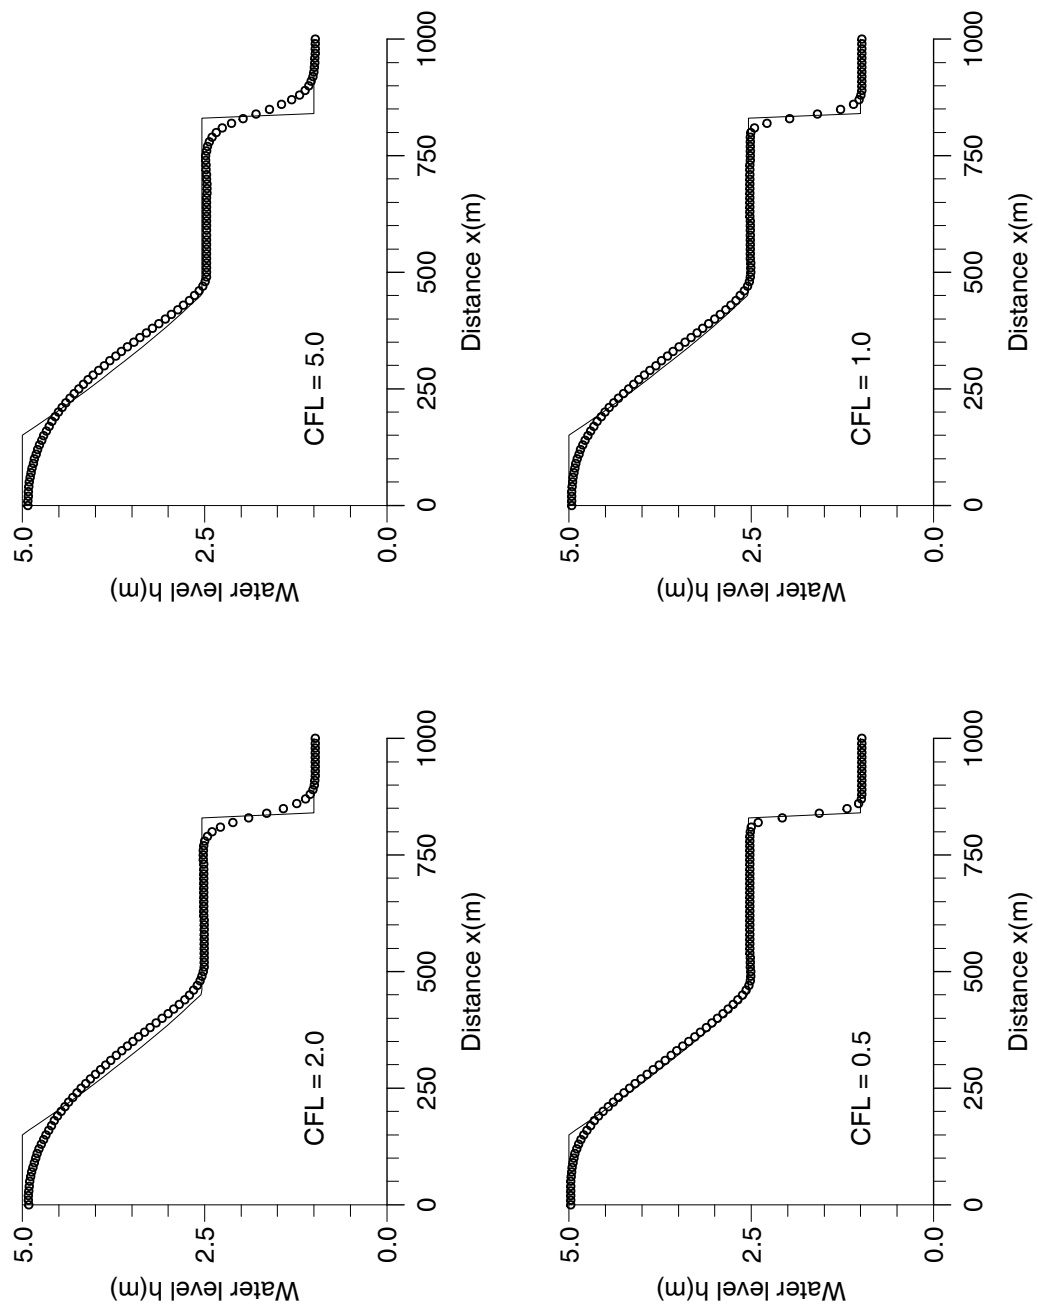 Water level h(m)
5.0
2.5
0.0
CFL = 2.0
0 250 500 750 1000
Distance x(m)
Water level h(m)
5.0
2.5
0.0
CFL = 5.0
0 250 500 750 1000
Distance x(m)
Water level h(m)
5.0
2.5
0.0
CFL = 0.5
0 250 500 750 1000
Distance x(m)
Water level h(m)
5.0
2.5
0.0
CFL = 1.0
0 250 500 750 1000
Distance x(m)